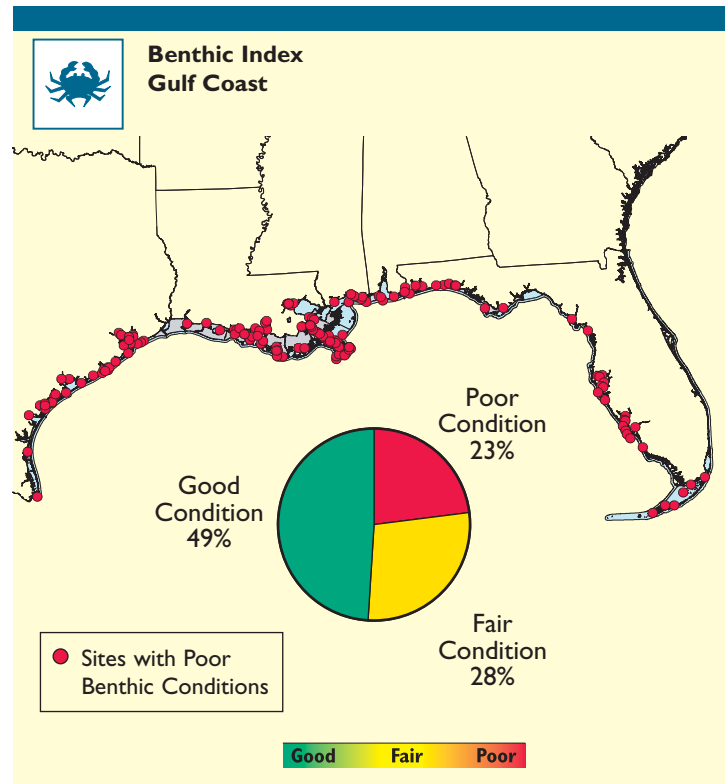 Benthic Index
Gulf Coast
Poor
Condition
23%
Good
Condition
49%
Fair
Condition
28%
Sites with Poor
Benthic Conditions
Good Fair Poor